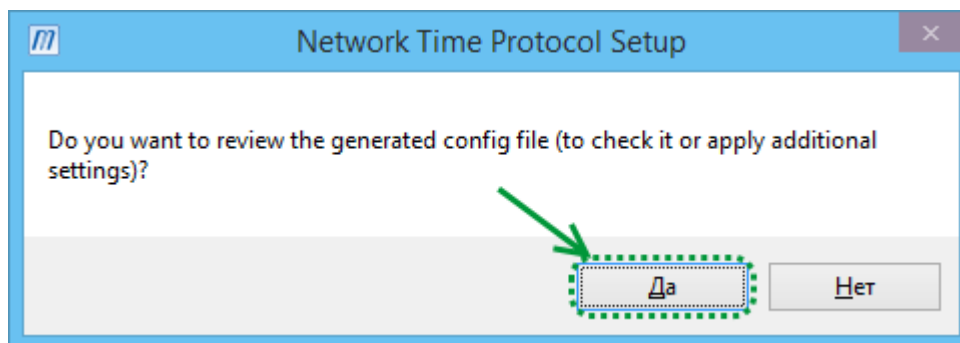 Network Time Protocol Setup
Do you want to review the generated config file (to check it or apply additional
settings)?
Да
Нет